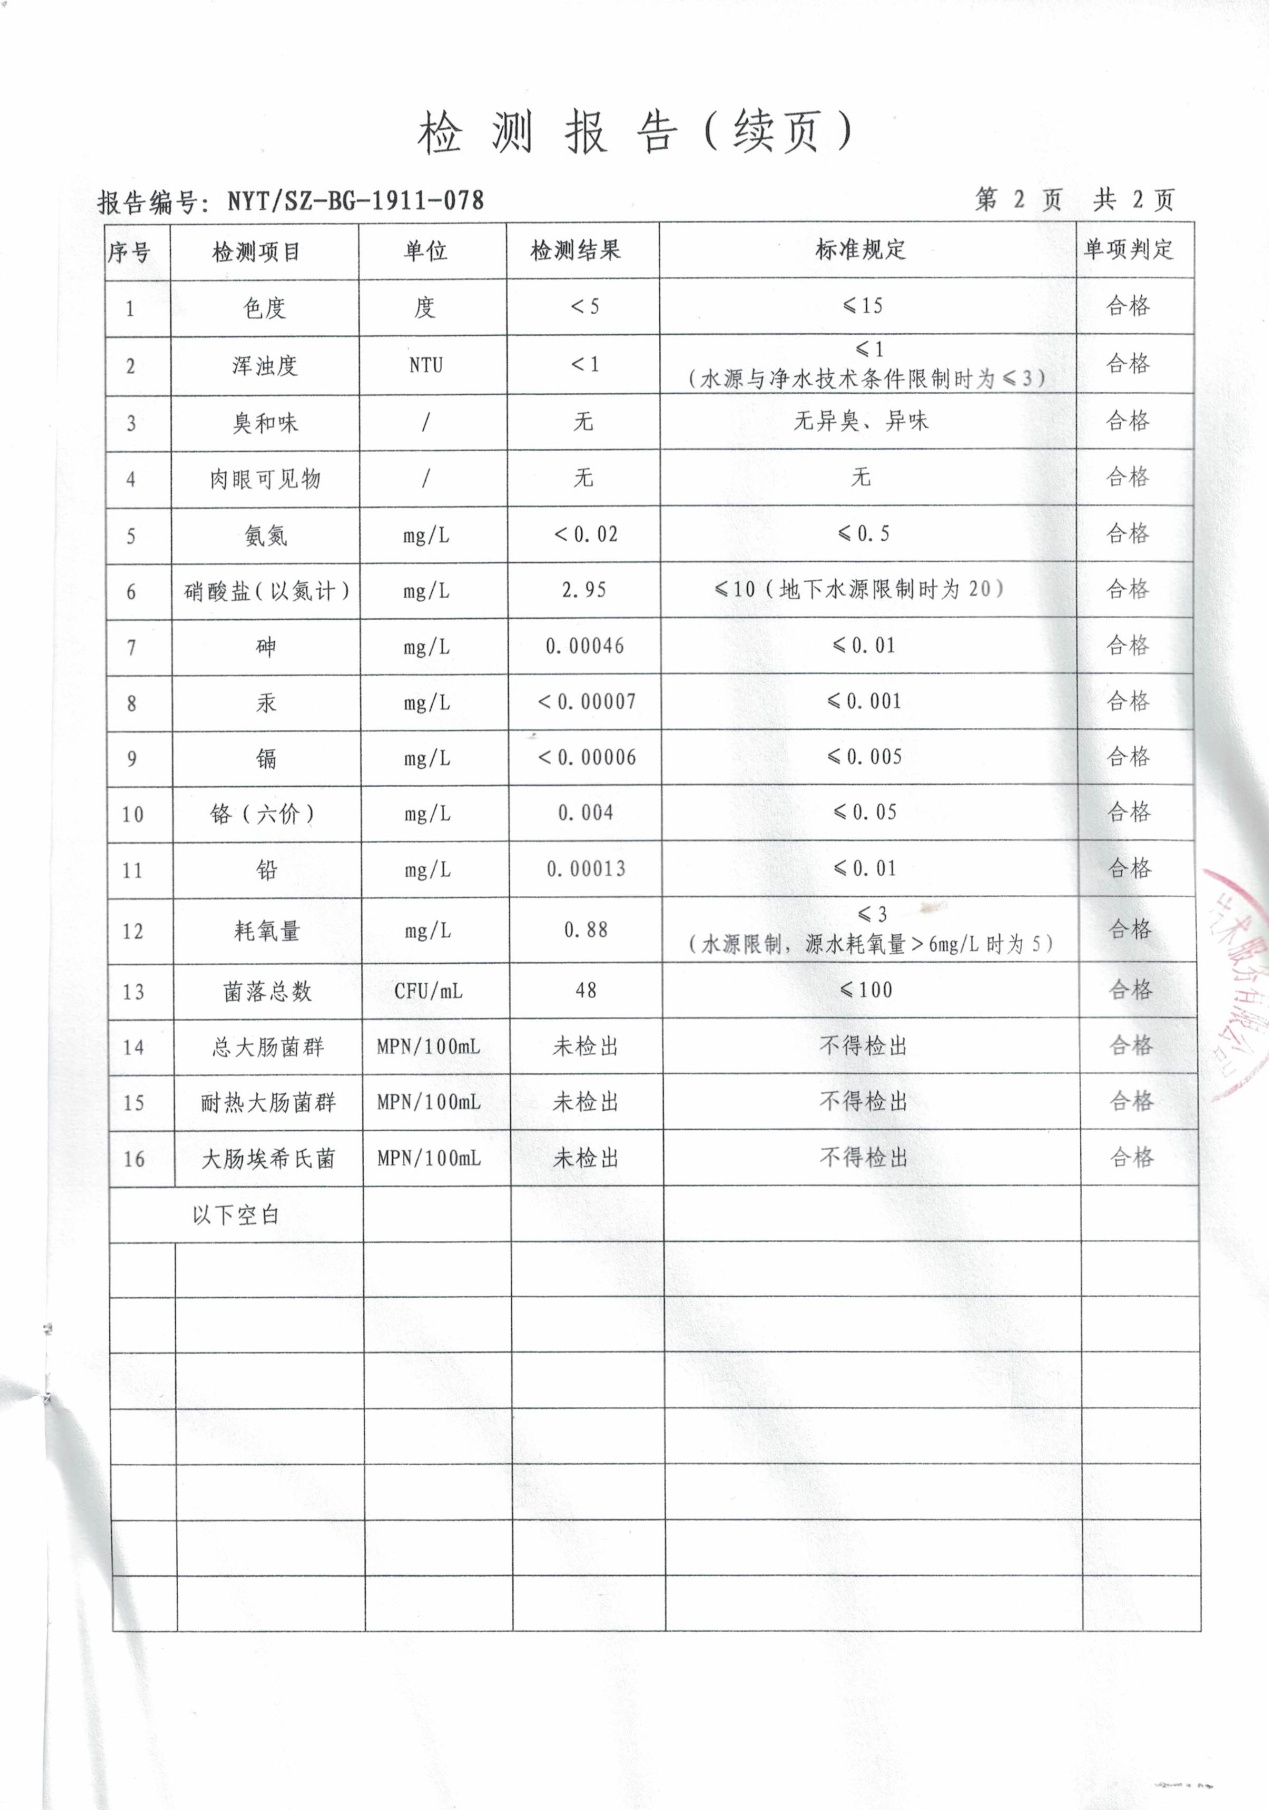 检测报告(续页)
报告编号：NYT/SZ-BG-1911-078 第 2 页 共 2 页
序号 检测项目 单位 检测结果 标准规定 单项判定
1 色度 度 <5 ≤15 合格
2 浑浊度 NTU <1 ≤1 合格
(水源与净水技术条件限制时为≤3)
3 臭和味 / 无 无异臭、异味 合格
4 肉眼可见物 / 无 无 合格
5 氨氮 mg/L <0.02 ≤0.5 合格
6 硝酸盐(以氮计) mg/L 2.95 ≤10(地下水源限制时为20) 合格
7 砷 mg/L 0.00046 ≤0.01 合格
8 汞 mg/L <0.00007 ≤0.001 合格
9 镉 mg/L <0.00006 ≤0.005 合格
10 铬(六价) mg/L 0.004 ≤0.05 合格
11 铅 mg/L 0.00013 ≤0.01 合格
12 耗氧量 mg/L 0.88 ≤3 合格
(水源限制，源水耗氧量>6mg/L时为5)
13 菌落总数 CFU/mL 48 ≤100 合格
14 总大肠菌群 MPN/100mL 未检出 不得检出 合格
15 耐热大肠菌群 MPN/100mL 未检出 不得检出 合格
16 大肠埃希氏菌 MPN/100mL 未检出 不得检出 合格
以下空白
术服务有限公司